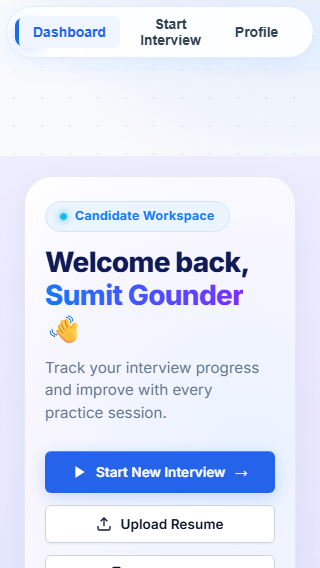 Dashboard
Start
Interview
Profile
Candidate Workspace
Welcome back,
Sumit Gounder
👋
Track your interview progress
and improve with every
practice session.
Start New Interview →
Upload Resume